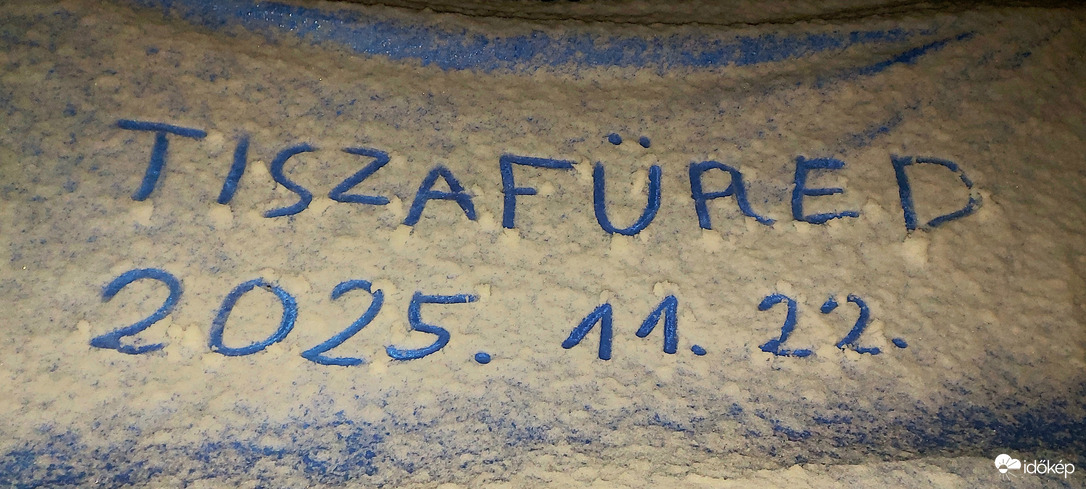 TISZAFÜRED
2025. 11. 22.
időkép